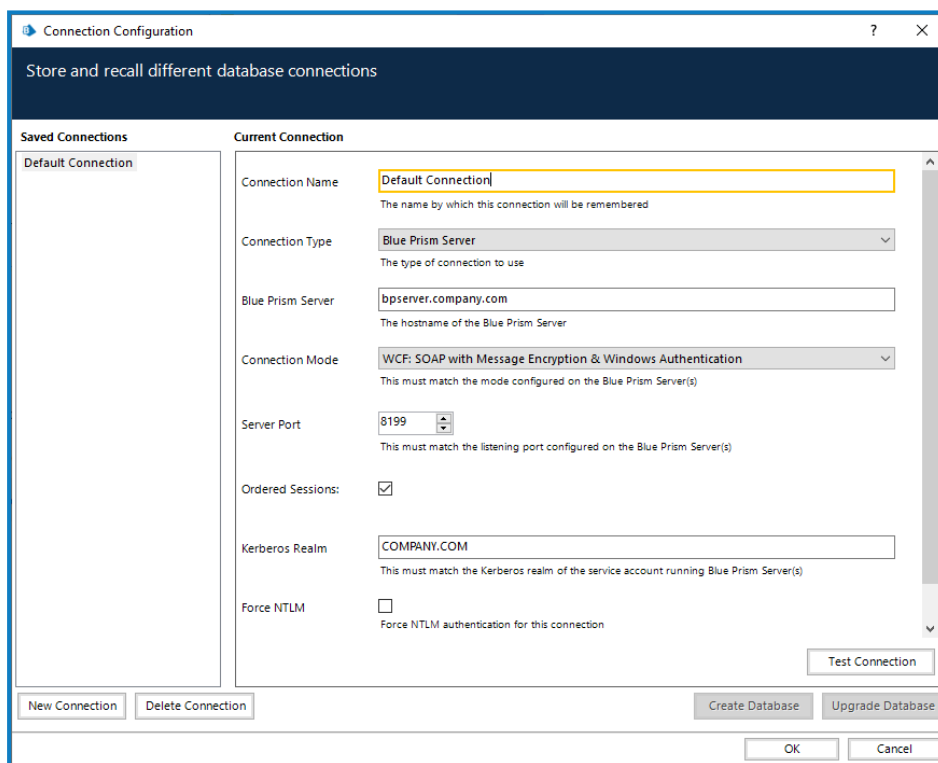 Connection Configuration
?
Store and recall different database connections
Saved Connections
Current Connection
Default Connection
Connection Name
Default Connection
The name by which this connection will be remembered
Connection Type
Blue Prism Server
The type of connection to use
Blue Prism Server
bpserver.company.com
The hostname of the Blue Prism Server
Connection Mode
WCF: SOAP with Message Encryption & Windows Authentication
This must match the mode configured on the Blue Prism Server(s)
Server Port
8199
This must match the listening port configured on the Blue Prism Server(s)
Ordered Sessions:
Kerberos Realm
COMPANY.COM
This must match the Kerberos realm of the service account running Blue Prism Server(s)
Force NTLM
Force NTLM authentication for this connection
Test Connection
New Connection
Delete Connection
Create Database
Upgrade Database
OK
Cancel